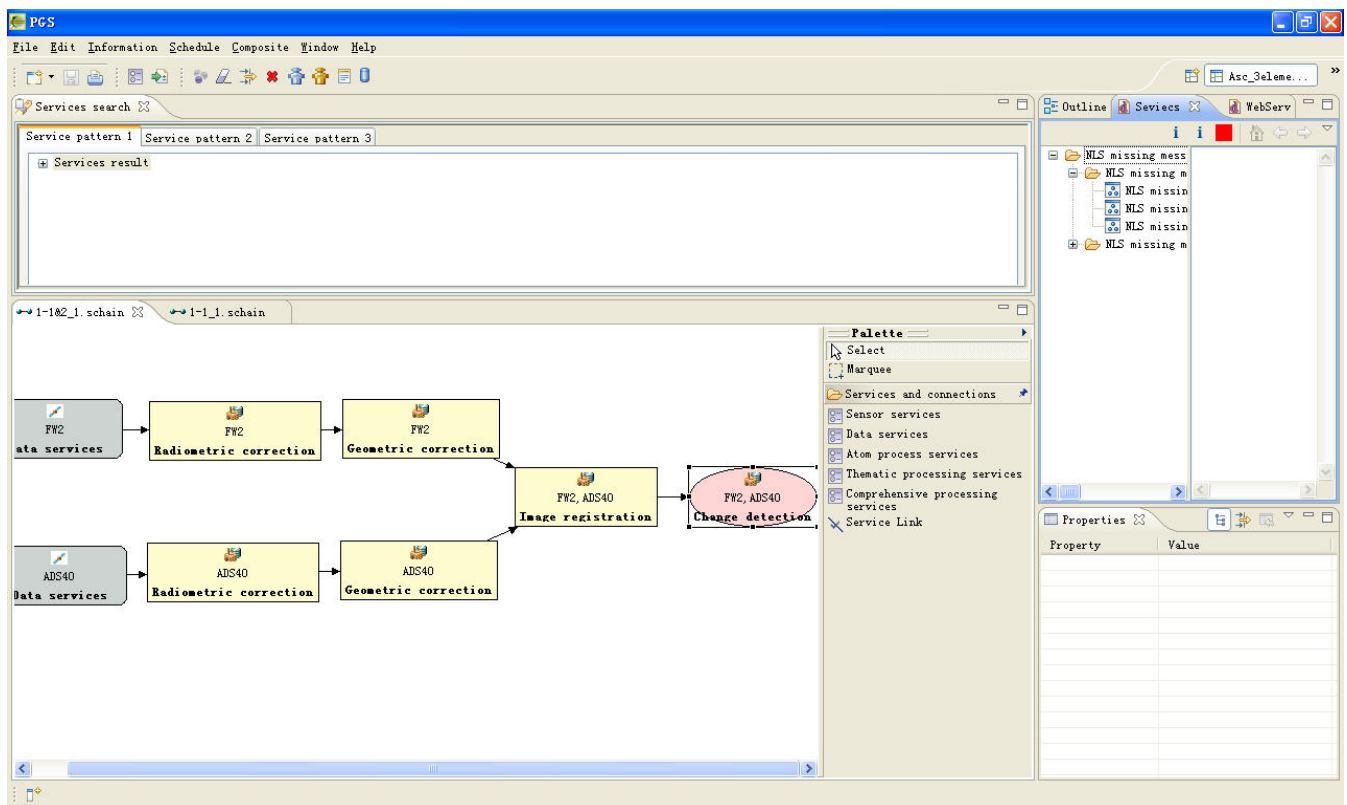 PGS
File Edit Information Schedule Composite Window Help
Asc_3eleme... »
Services search
Service pattern 1 Service pattern 2 Service pattern 3
Services result
1-1&2_1.schain 1-1_1.schain
FW2
ata services
FW2
Radiometric correction
FW2
Geometric correction
FW2, ADS40
Image registration
FW2, ADS40
Change detection
ADS40
Data services
ADS40
Radiometric correction
ADS40
Geometric correction
Palette
Select
Marquee
Services and connections
Sensor services
Data services
Atom process services
Thematic processing services
Comprehensive processing
services
Service Link
Outline Seviecs WebServ
i i
NLS missing mess
NLS missing m
NLS missin
NLS missin
NLS missin
NLS missing m
Properties
Property Value